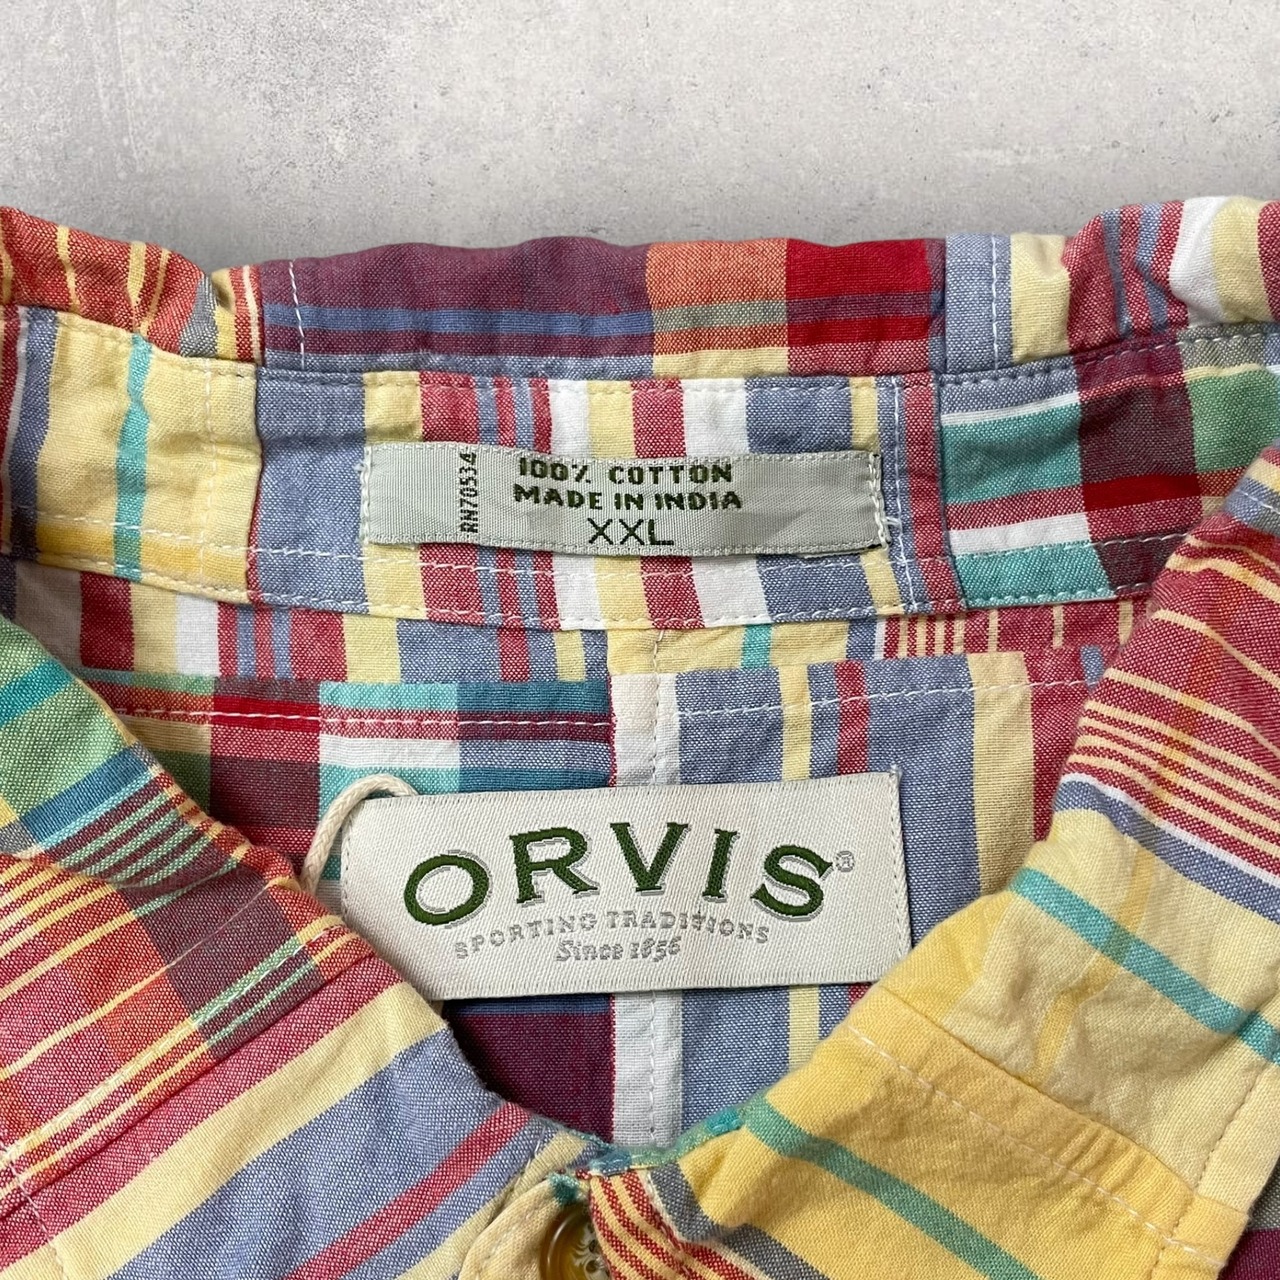 RN70534
100% COTTON
MADE IN INDIA
XXL
ORVIS®
SPORTING TRADITIONS
Since 1856